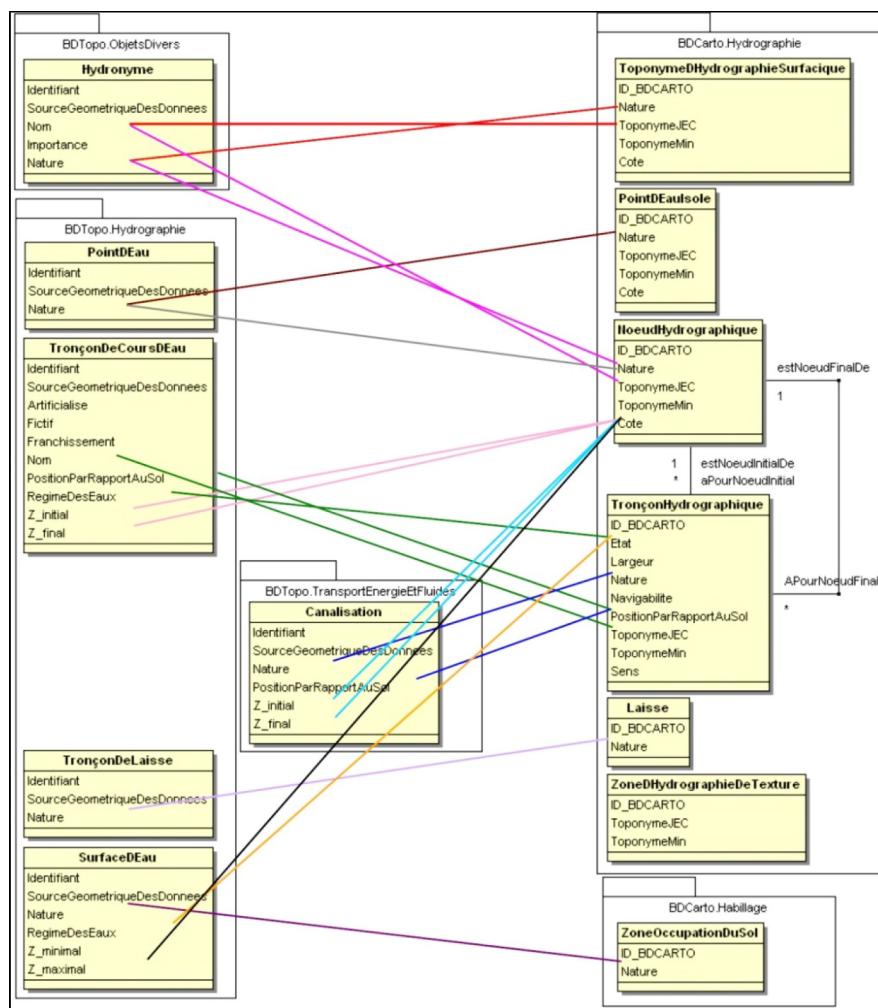 BDTopo.ObjetsDivers
Hydronyme
Identifiant
SourceGeometriqueDesDonnees
Nom
Importance
Nature
BDTopo.Hydrographie
PointDEau
Identifiant
SourceGeometriqueDesDonnees
Nature
TronçonDeCoursDEau
Identifiant
SourceGeometriqueDesDonnees
Artificialise
Fictif
Franchissement
Nom
PositionParRapportAuSol
RegimeDesEaux
Z_initial
Z_final
BDTopo.TransportEnergieEtFluides
Canalisation
Identifiant
SourceGeometriqueDesDonnees
Nature
PositionParRapportAuSol
Z_initial
Z_final
TronçonDeLaisse
Identifiant
SourceGeometriqueDesDonnees
Nature
SurfaceDEau
Identifiant
SourceGeometriqueDesDonnees
Nature
RegimeDesEaux
Z_minimal
Z_maximal
BDCarto.Hydrographie
ToponymeDHydrographieSurfacique
ID_BDCARTO
Nature
ToponymeJEC
ToponymeMin
Cote
PointDEauIsole
ID_BDCARTO
Nature
ToponymeJEC
ToponymeMin
Cote
NoeudHydrographique
ID_BDCARTO
Nature
ToponymeJEC
ToponymeMin
Cote
estNoeudFinalDe
1
1 estNoeudInitialDe
* aPourNoeudInitial
TronçonHydrographique
ID_BDCARTO
Etat
Largeur
Nature
Navigabilite
PositionParRapportAuSol
ToponymeJEC
ToponymeMin
Sens
APourNoeudFinal
*
Laisse
ID_BDCARTO
Nature
ZoneDHydrographieDeTexture
ID_BDCARTO
ToponymeJEC
ToponymeMin
BDCarto.Habillage
ZoneOccupationDuSol
ID_BDCARTO
Nature